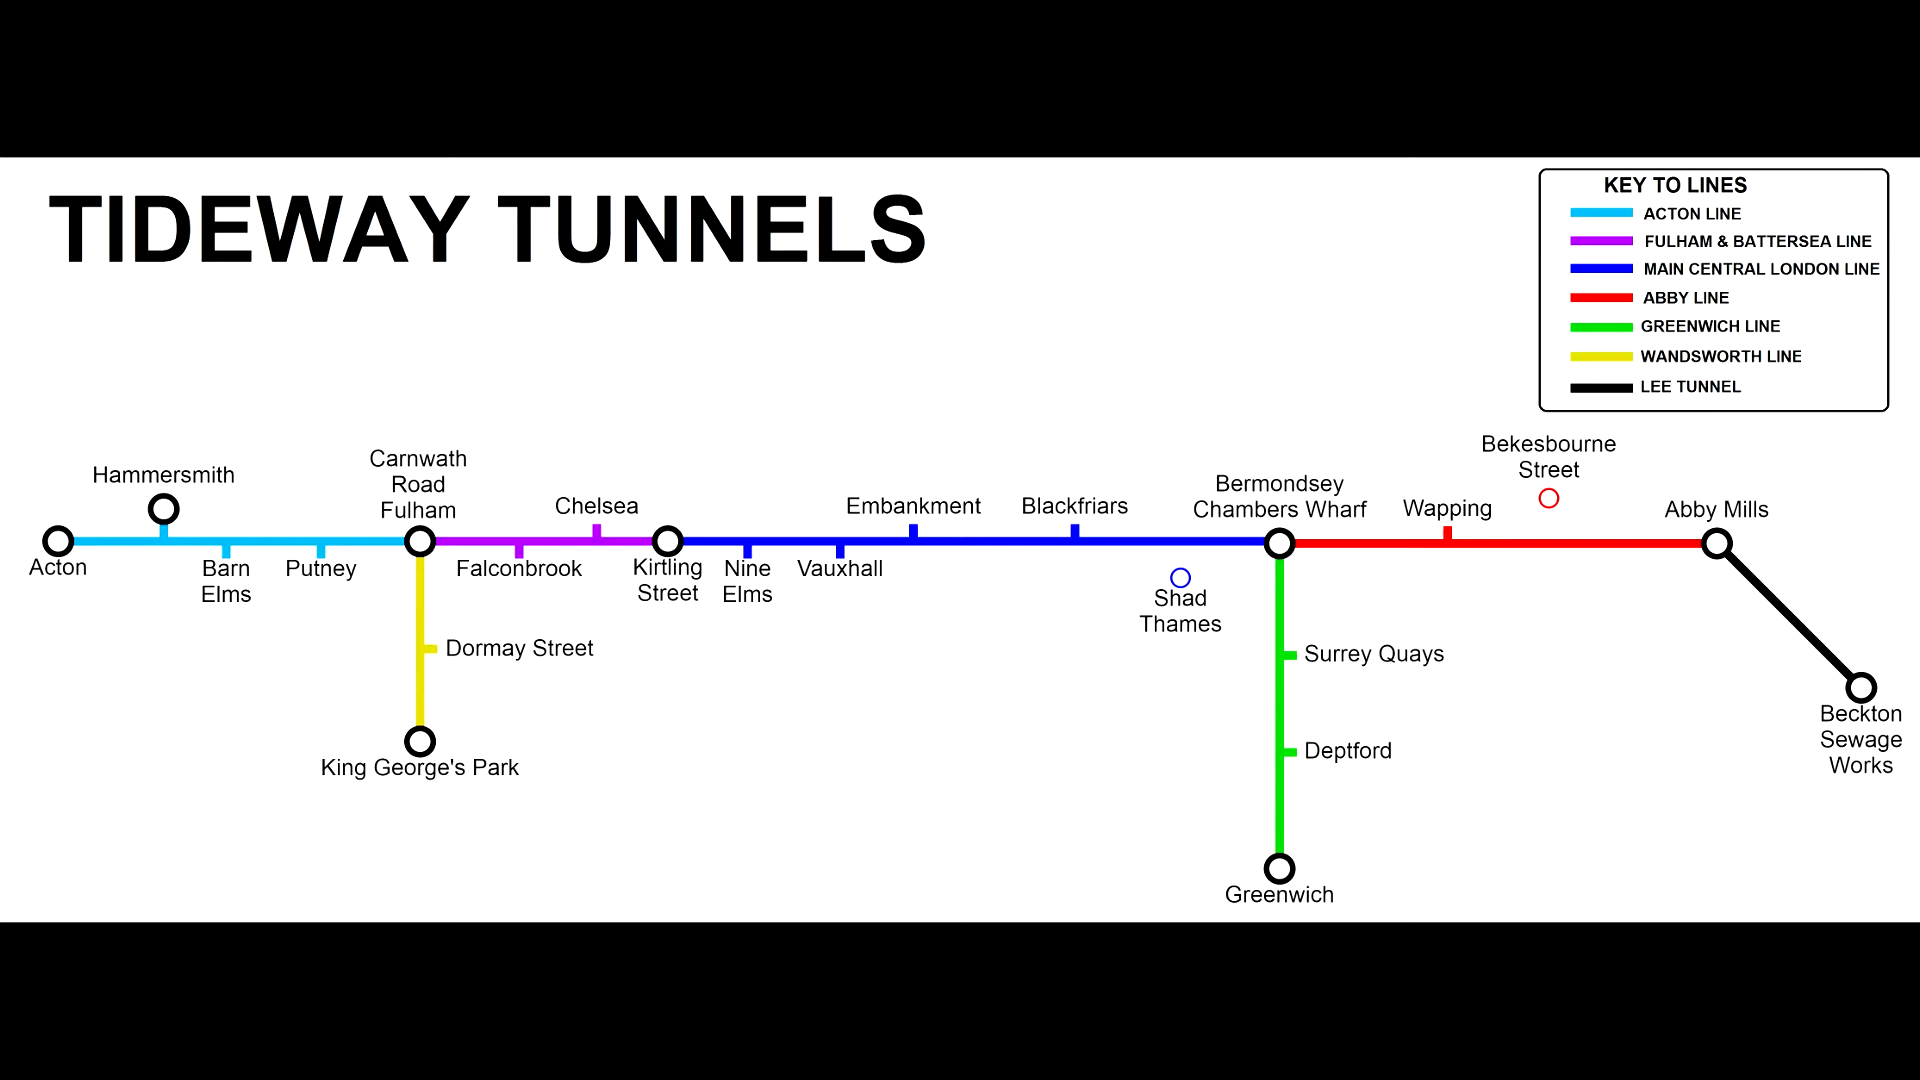 TIDEWAY TUNNELS
KEY TO LINES
ACTON LINE
FULHAM & BATTERSEA LINE
MAIN CENTRAL LONDON LINE
ABBY LINE
GREENWICH LINE
WANDSWORTH LINE
LEE TUNNEL
Hammersmith
Acton
Barn
Elms
Putney
Carnwath
Road
Fulham
Falconbrook
Chelsea
Kirtling
Street
Nine
Elms
Vauxhall
Embankment
Blackfriars
Shad
Thames
Bermondsey
Chambers Wharf
Wapping
Bekesbourne
Street
Abby Mills
Dormay Street
King George's Park
Surrey Quays
Deptford
Greenwich
Beckton
Sewage
Works